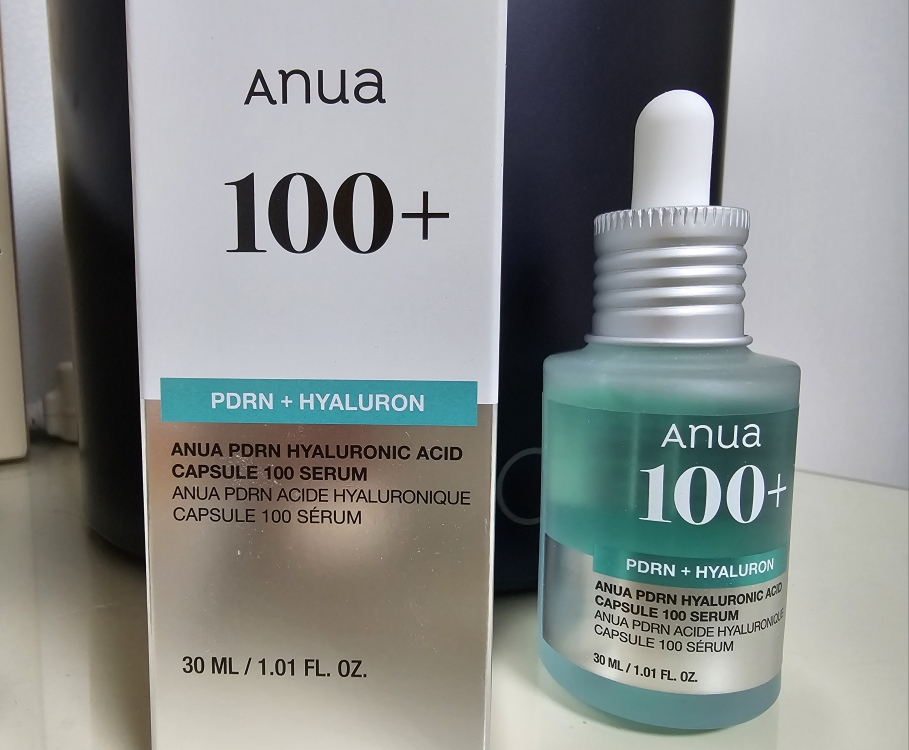 Anua
100+
PDRN + HYALURON
ANUA PDRN HYALURONIC ACID
CAPSULE 100 SERUM
ANUA PDRN ACIDE HYALURONIQUE
CAPSULE 100 SÉRUM
30 ML / 1.01 FL. OZ.
Anua
100+
PDRN + HYALURON
ANUA PDRN HYALURONIC ACID
CAPSULE 100 SERUM
ANUA PDRN ACIDE HYALURONIQUE
CAPSULE 100 SÉRUM
30 ML / 1.01 FL. OZ.